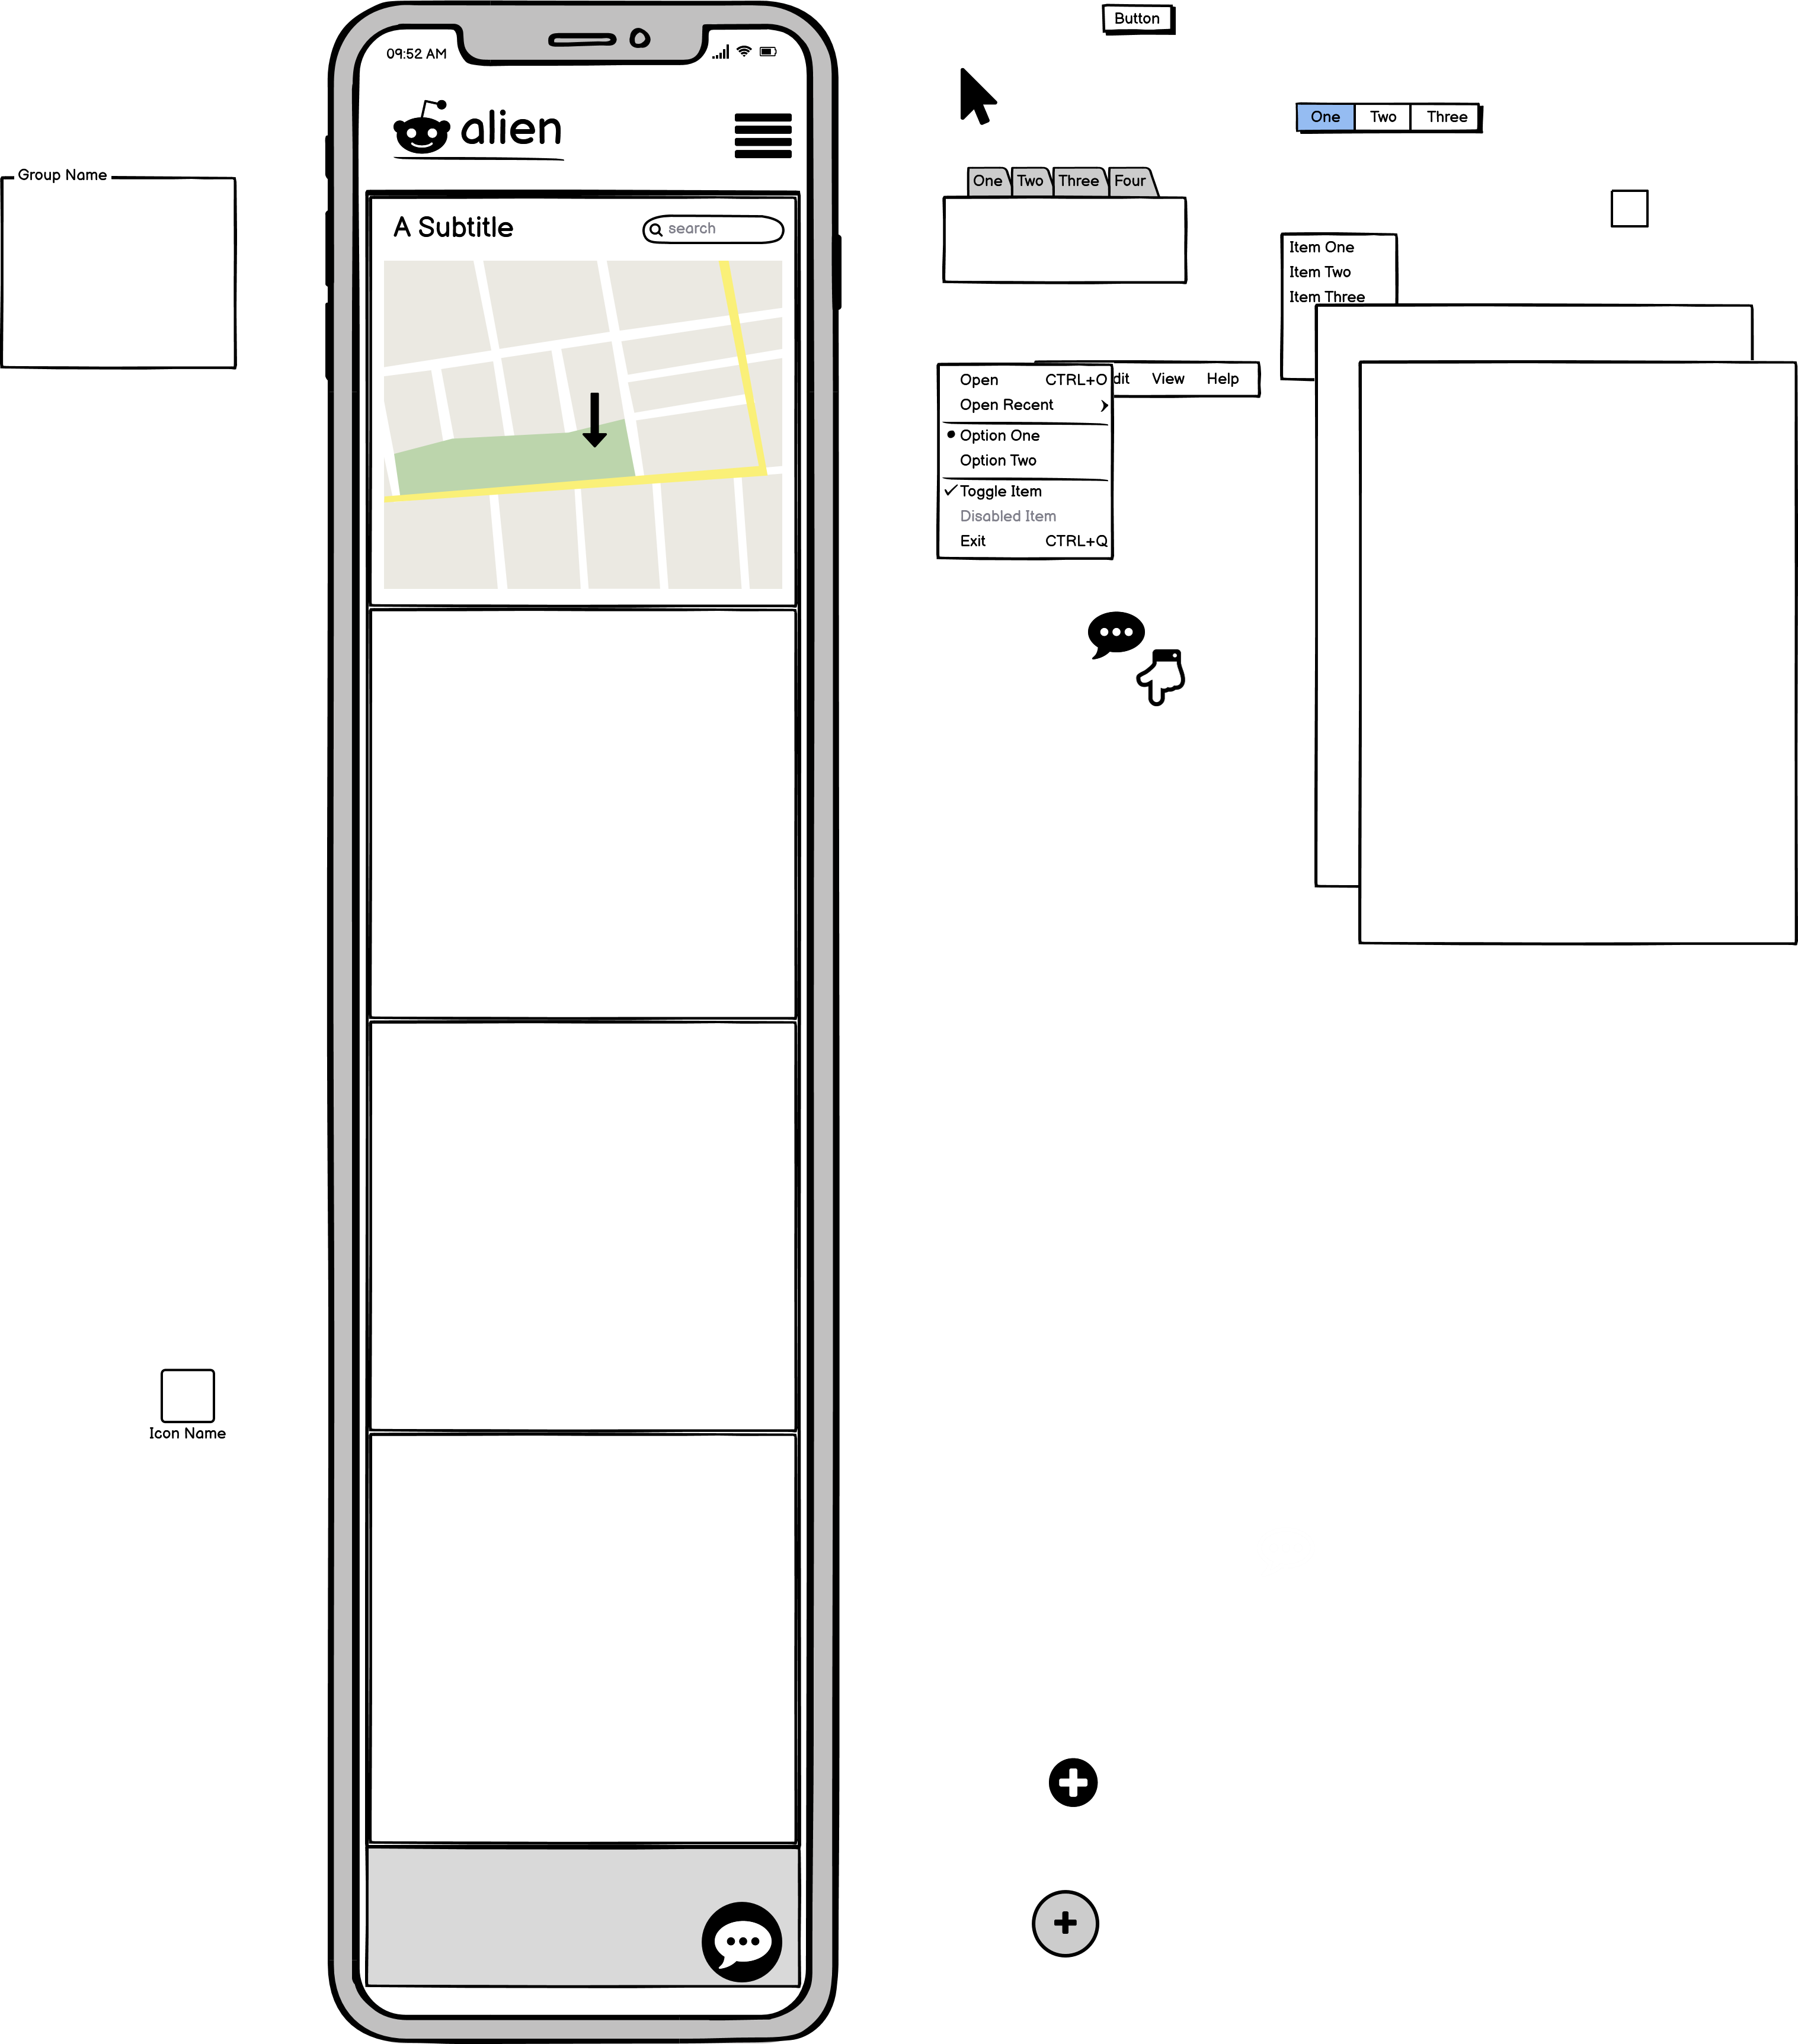 Button
09:52 AM
alien
One Two Three
Group Name
One Two Three Four
A Subtitle
search
Item One
Item Two
Item Three
Open CTRL+O
dit View Help
Open Recent
Option One
Option Two
Toggle Item
Disabled Item
Exit CTRL+Q
Icon Name